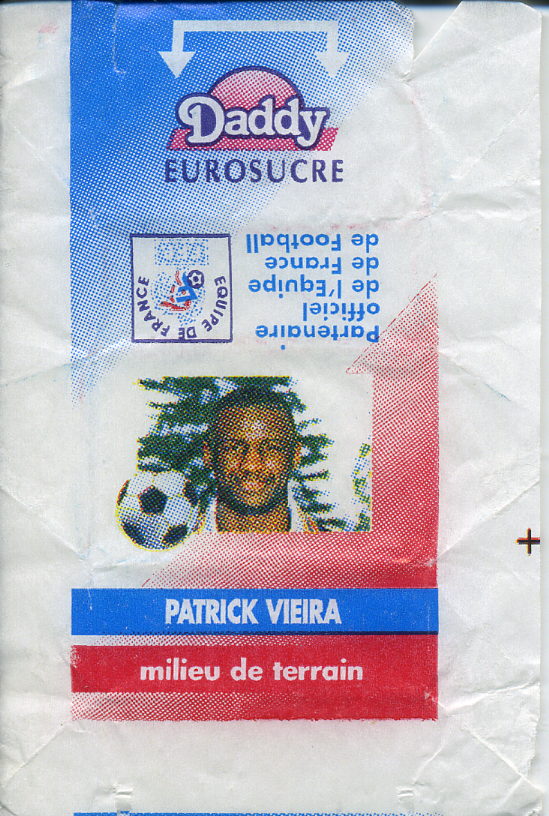 Daddy
EUROSUCRE
Partenaire
officiel
de l'Equipe
de France
de Football
EQUIPE DE FRANCE
PATRICK VIEIRA
milieu de terrain